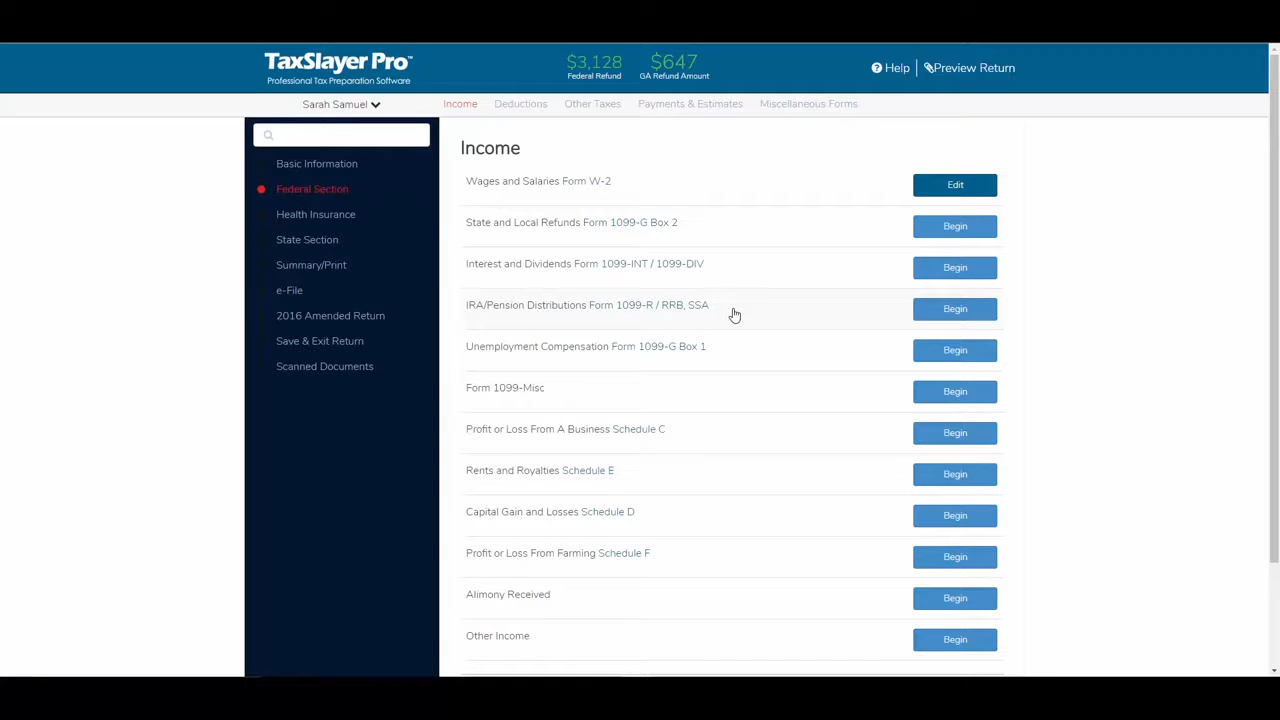 TaxSlayer Pro™
Professional Tax Preparation Software
$3,128
Federal Refund
$647
GA Refund Amount
Help
Preview Return
Sarah Samuel
Income
Deductions
Other Taxes
Payments & Estimates
Miscellaneous Forms
Basic Information
Federal Section
Health Insurance
State Section
Summary/Print
e-File
2016 Amended Return
Save & Exit Return
Scanned Documents
Income
Wages and Salaries Form W-2
Edit
State and Local Refunds Form 1099-G Box 2
Begin
Interest and Dividends Form 1099-INT / 1099-DIV
Begin
IRA/Pension Distributions Form 1099-R / RRB, SSA
Begin
Unemployment Compensation Form 1099-G Box 1
Begin
Form 1099-Misc
Begin
Profit or Loss From A Business Schedule C
Begin
Rents and Royalties Schedule E
Begin
Capital Gain and Losses Schedule D
Begin
Profit or Loss From Farming Schedule F
Begin
Alimony Received
Begin
Other Income
Begin